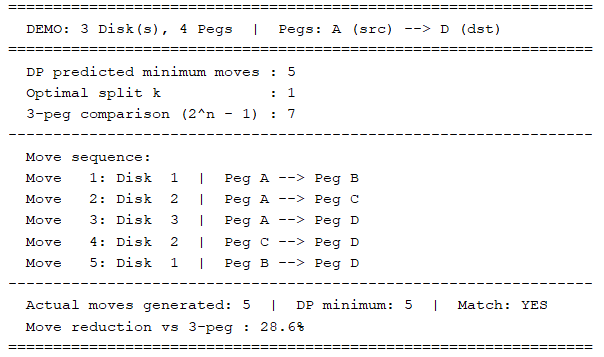 =================================================================
DEMO: 3 Disk(s), 4 Pegs  |  Pegs: A (src) --> D (dst)
=================================================================
DP predicted minimum moves : 5
Optimal split k            : 1
3-peg comparison (2^n - 1) : 7
-----------------------------------------------------------------
Move sequence:
Move   1: Disk  1  |  Peg A --> Peg B
Move   2: Disk  2  |  Peg A --> Peg C
Move   3: Disk  3  |  Peg A --> Peg D
Move   4: Disk  2  |  Peg C --> Peg D
Move   5: Disk  1  |  Peg B --> Peg D
-----------------------------------------------------------------
Actual moves generated: 5  |  DP minimum: 5  |  Match: YES
Move reduction vs 3-peg : 28.6%
=================================================================